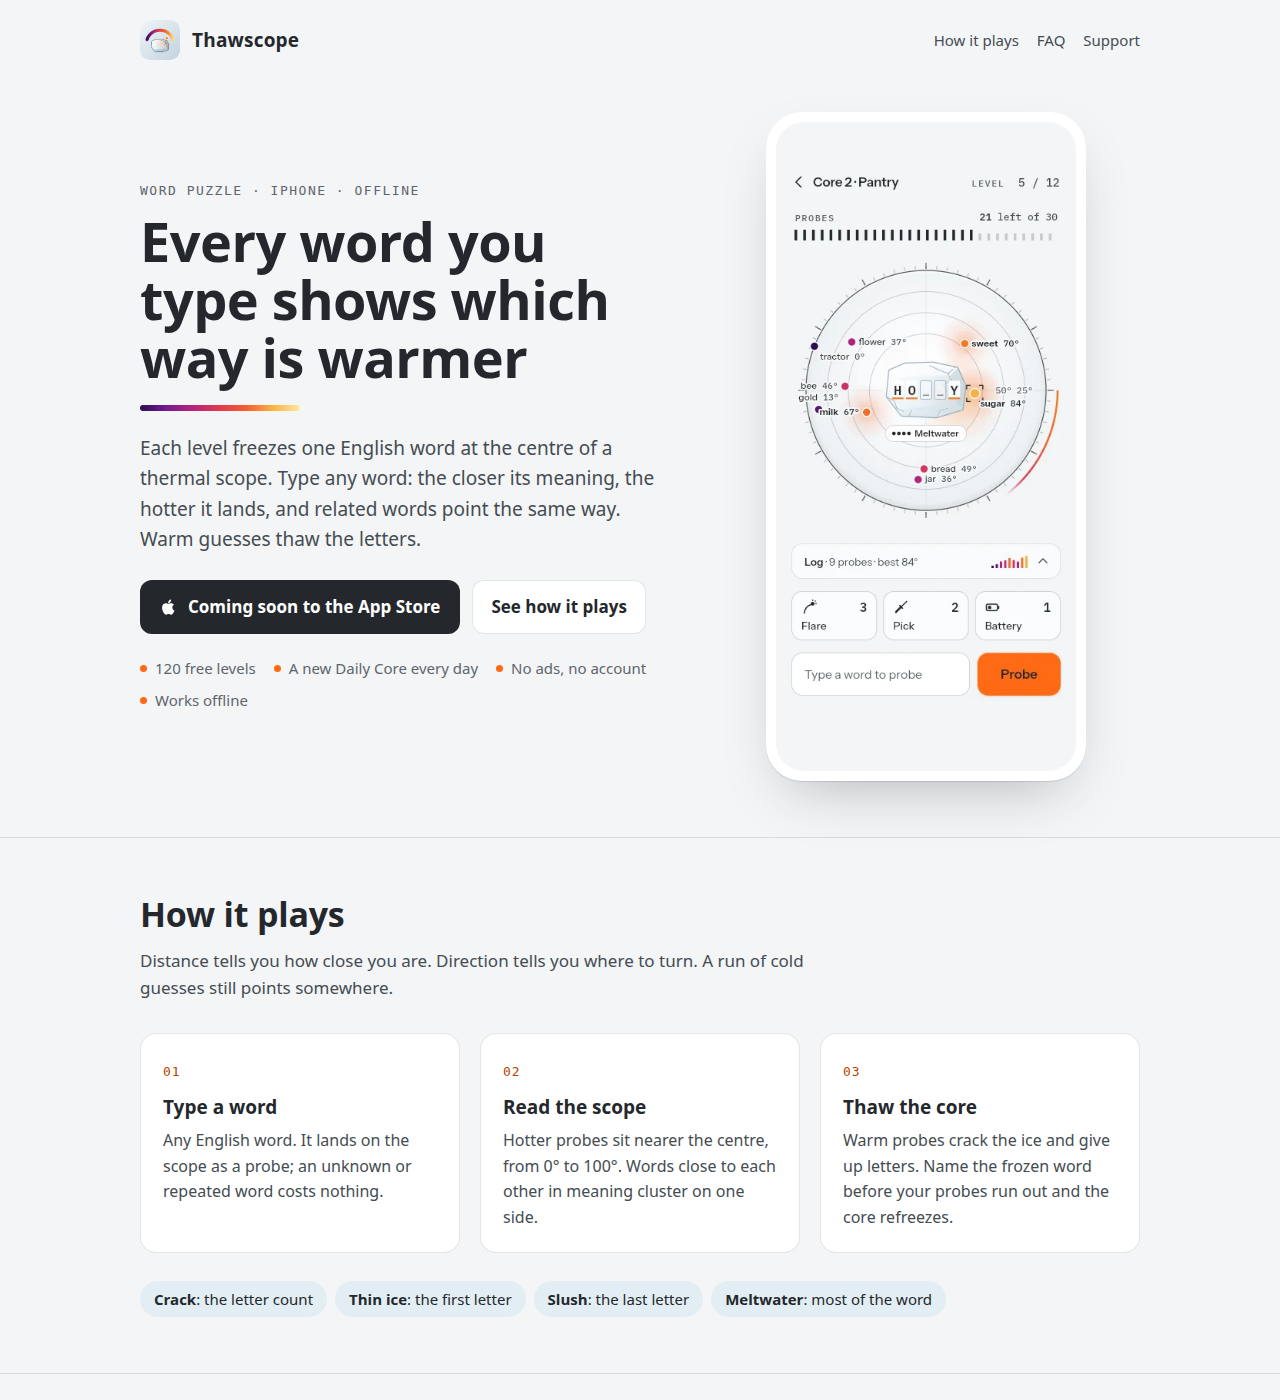 Thawscope
How it plays FAQ Support
WORD PUZZLE · IPHONE · OFFLINE
Every word you
type shows which
way is warmer
Each level freezes one English word at the centre of a
thermal scope. Type any word: the closer its meaning, the
hotter it lands, and related words point the same way.
Warm guesses thaw the letters.
Coming soon to the App Store
See how it plays
120 free levels
A new Daily Core every day
No ads, no account
Works offline
Core 2·Pantry
LEVEL 5 / 12
PROBES
21 left of 30
flower 37°
sweet 70°
tractor 0°
bee 46°
H O _ _ Y
50° 25°
gold 13°
sugar 84°
milk 67°
•••• Meltwater
bread 49°
jar 36°
Log·9 probes·best 84°
3
Flare
2
Pick
1
Battery
Type a word to probe
Probe
How it plays
Distance tells you how close you are. Direction tells you where to turn. A run of cold
guesses still points somewhere.
01
Type a word
Any English word. It lands on the
scope as a probe; an unknown or
repeated word costs nothing.
02
Read the scope
Hotter probes sit nearer the centre,
from 0° to 100°. Words close to each
other in meaning cluster on one
side.
03
Thaw the core
Warm probes crack the ice and give
up letters. Name the frozen word
before your probes run out and the
core refreezes.
Crack: the letter count
Thin ice: the first letter
Slush: the last letter
Meltwater: most of the word